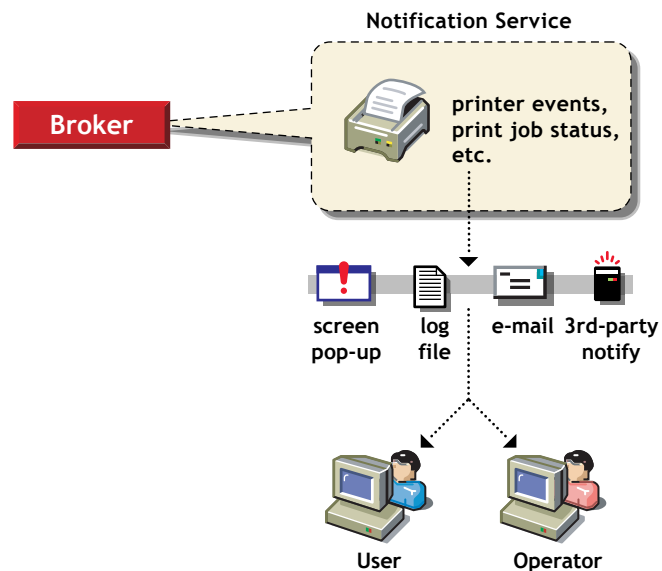 Notification Service
Broker
printer events,
print job status,
etc.
screen
pop-up
log
file
e-mail
3rd-party
notify
User
Operator